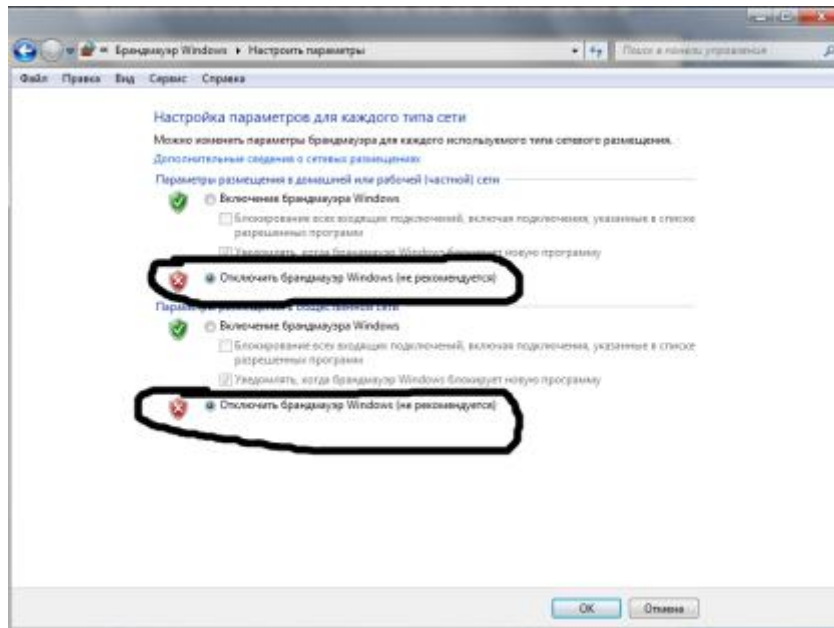 Брандмауэр Windows ▸ Настроить параметры
Поиск в панели управления
Файл Правка Вид Сервис Справка
Настройка параметров для каждого типа сети
Можно изменить параметры брандмауэра для каждого используемого типа сетевого размещения.
Дополнительные сведения о сетевых размещениях
Параметры размещения в домашней или рабочей (частной) сети
Включение брандмауэра Windows
Блокирование всех входящих подключений, включая подключения, указанные в списке
разрешенных программ
Уведомлять, когда брандмауэр Windows блокирует новую программу
Отключить брандмауэр Windows (не рекомендуется)
Параметры размещения в общественной сети
Включение брандмауэра Windows
Блокирование всех входящих подключений, включая подключения, указанные в списке
разрешенных программ
Уведомлять, когда брандмауэр Windows блокирует новую программу
Отключить брандмауэр Windows (не рекомендуется)
ОК Отмена